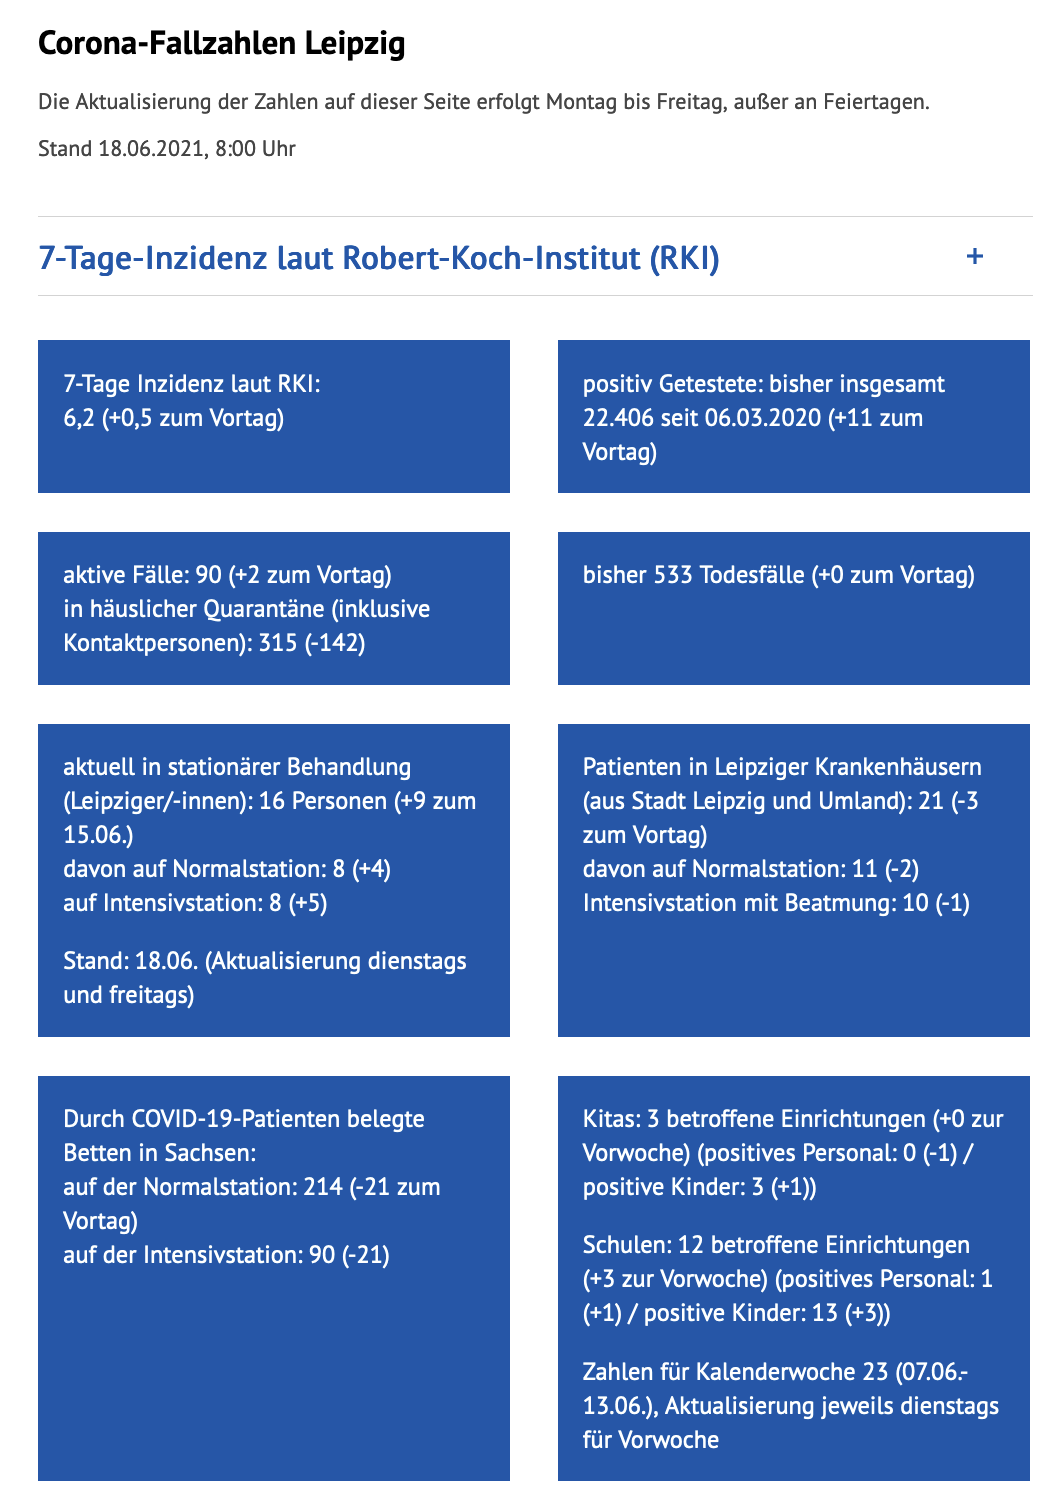 Corona-Fallzahlen Leipzig
Die Aktualisierung der Zahlen auf dieser Seite erfolgt Montag bis Freitag, außer an Feiertagen.
Stand 18.06.2021, 8:00 Uhr
7-Tage-Inzidenz laut Robert-Koch-Institut (RKI)
+
7-Tage Inzidenz laut RKI:
6,2 (+0,5 zum Vortag)
positiv Getestete: bisher insgesamt
22.406 seit 06.03.2020 (+11 zum
Vortag)
aktive Fälle: 90 (+2 zum Vortag)
in häuslicher Quarantäne (inklusive
Kontaktpersonen): 315 (-142)
bisher 533 Todesfälle (+0 zum Vortag)
aktuell in stationärer Behandlung
(Leipziger/-innen): 16 Personen (+9 zum
15.06.)
davon auf Normalstation: 8 (+4)
auf Intensivstation: 8 (+5)
Stand: 18.06. (Aktualisierung dienstags
und freitags)
Patienten in Leipziger Krankenhäusern
(aus Stadt Leipzig und Umland): 21 (-3
zum Vortag)
davon auf Normalstation: 11 (-2)
Intensivstation mit Beatmung: 10 (-1)
Durch COVID-19-Patienten belegte
Betten in Sachsen:
auf der Normalstation: 214 (-21 zum
Vortag)
auf der Intensivstation: 90 (-21)
Kitas: 3 betroffene Einrichtungen (+0 zur
Vorwoche) (positives Personal: 0 (-1) /
positive Kinder: 3 (+1))
Schulen: 12 betroffene Einrichtungen
(+3 zur Vorwoche) (positives Personal: 1
(+1) / positive Kinder: 13 (+3))
Zahlen für Kalenderwoche 23 (07.06.-
13.06.), Aktualisierung jeweils dienstags
für Vorwoche